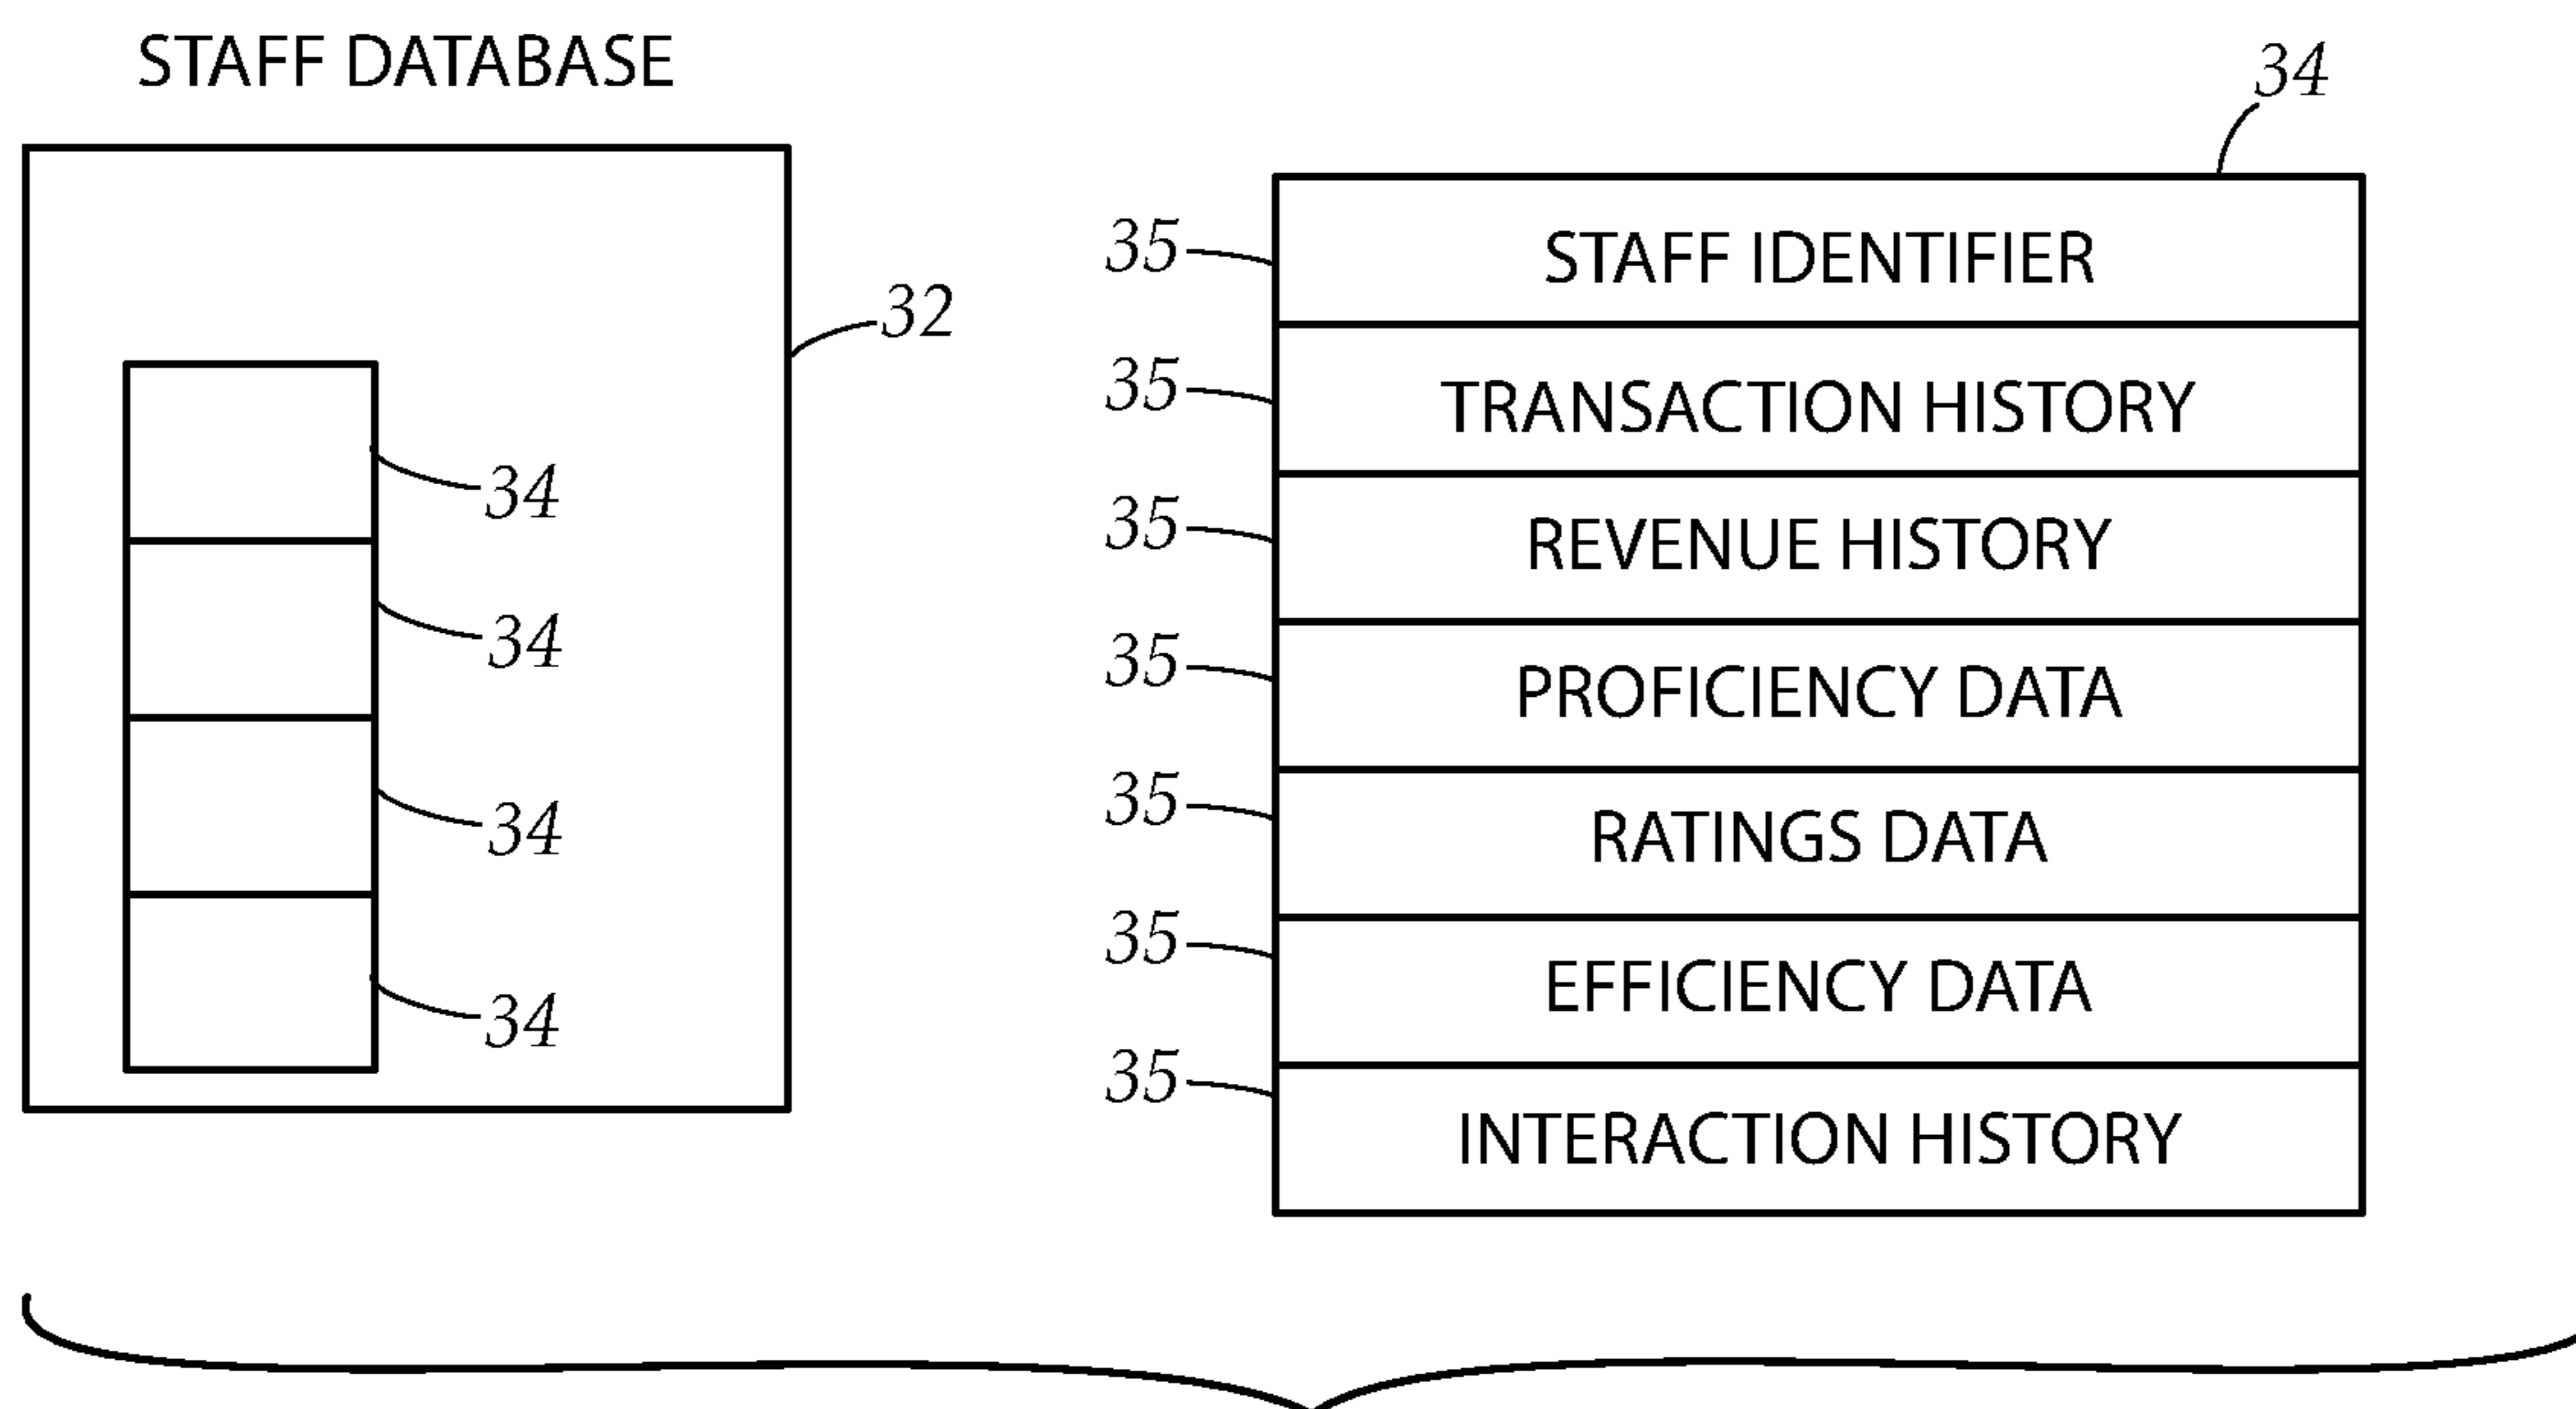 STAFF DATABASE
32
34
34
34
34
34
35 STAFF IDENTIFIER
35 TRANSACTION HISTORY
35 REVENUE HISTORY
35 PROFICIENCY DATA
35 RATINGS DATA
35 EFFICIENCY DATA
35 INTERACTION HISTORY